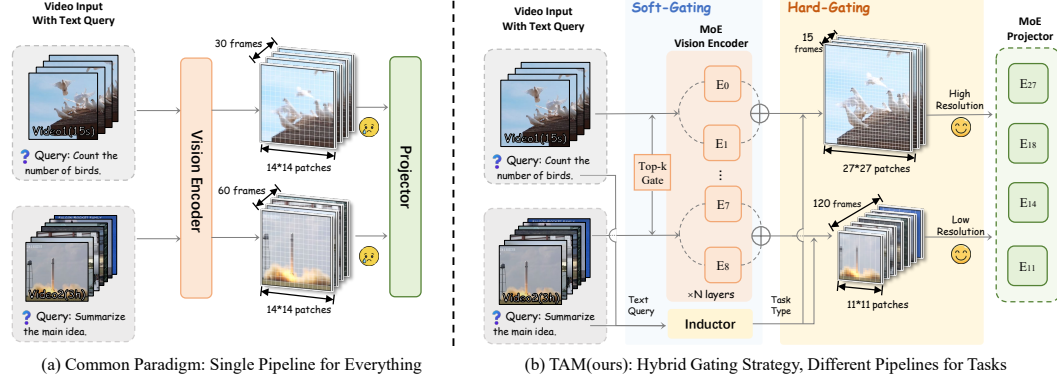 Video Input
With Text Query
30 frames
Video1(15s)
? Query: Count the
number of birds.
14*14 patches
Vision Encoder
Projector
60 frames
Video2(3h)
? Query: Summarize
the main idea.
14*14 patches
(a) Common Paradigm: Single Pipeline for Everything
Video Input
With Text Query
Soft-Gating
Hard-Gating
MoE
Vision Encoder
MoE
Projector
15
frames
Video1(15s)
? Query: Count the
number of birds.
Top-k
Gate
E0
E1
⋮
E7
E8
×N layers
27*27 patches
High
Resolution
120 frames
Low
Resolution
11*11 patches
E27
E18
E14
E11
Video2(3h)
? Query: Summarize
the main idea.
Text
Query
Inductor
Task
Type
(b) TAM(ours): Hybrid Gating Strategy, Different Pipelines for Tasks